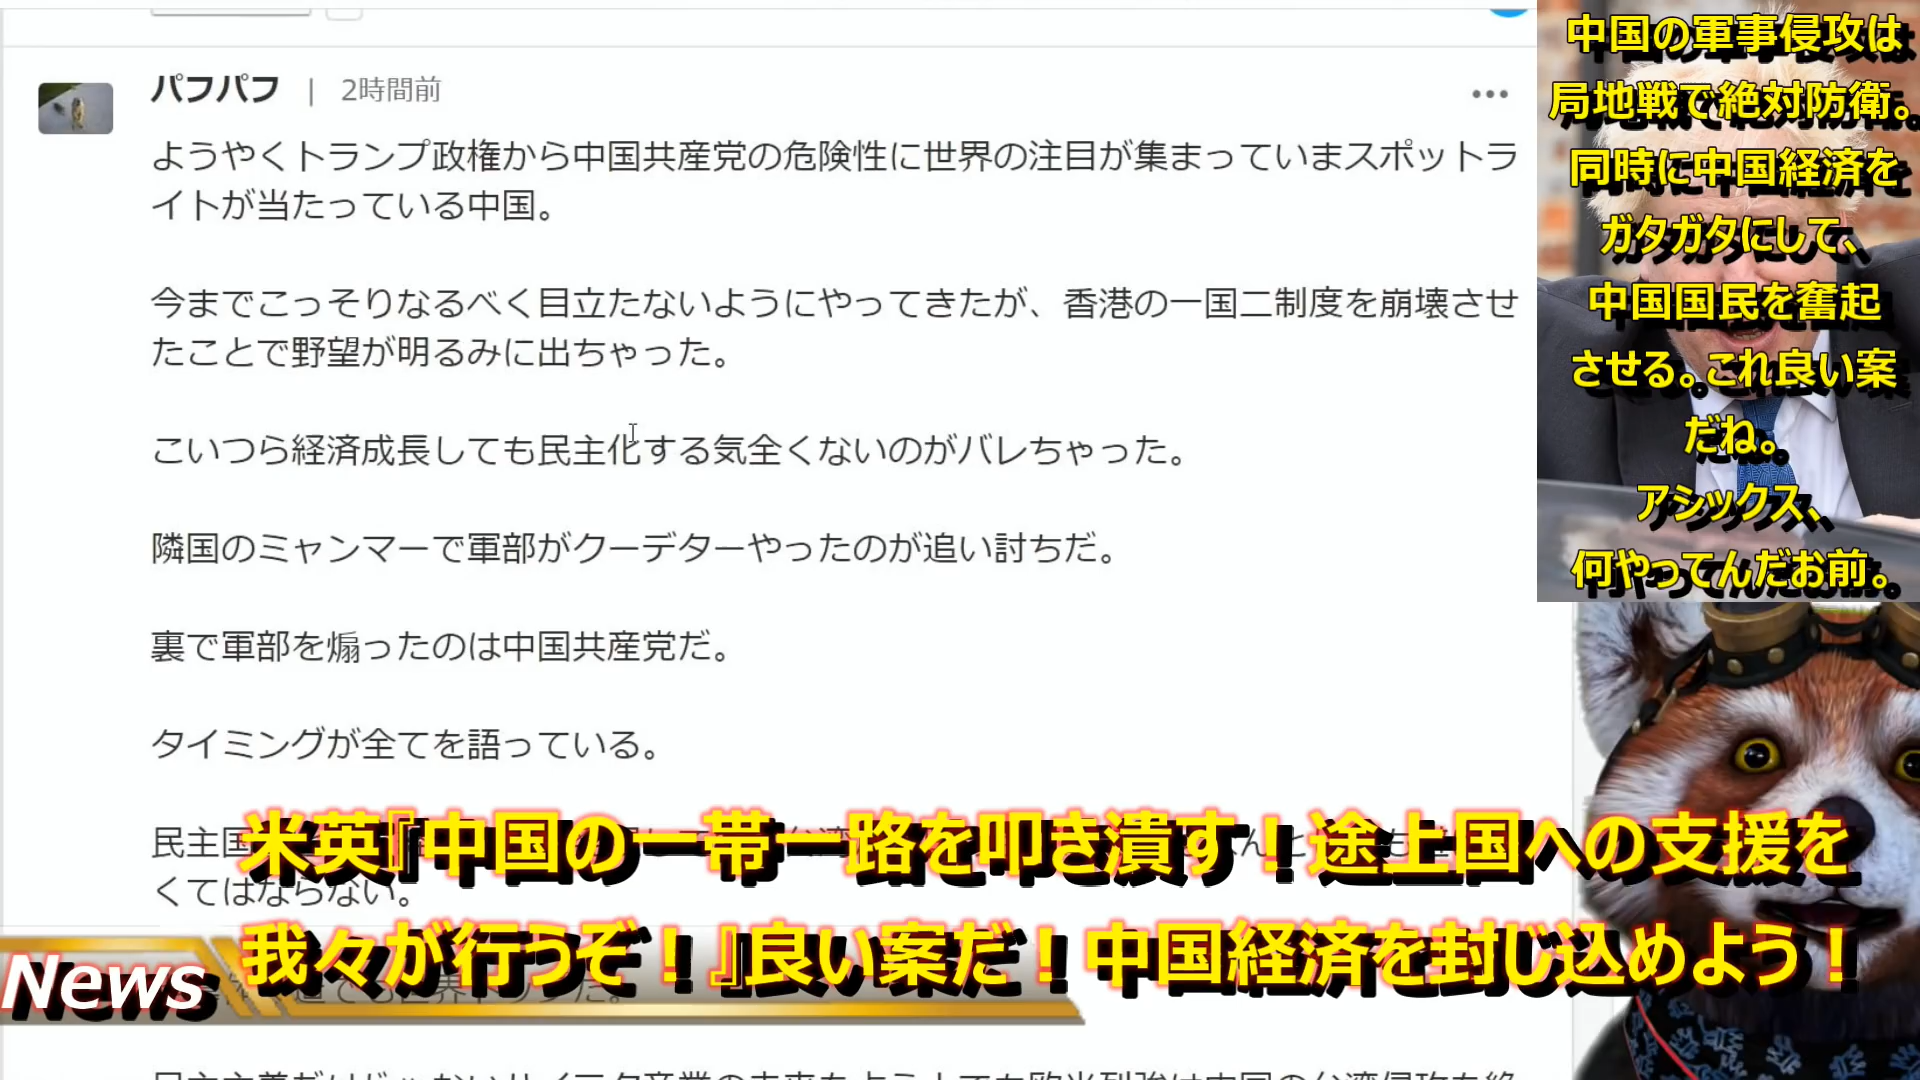 パフパフ | 2時間前
ようやくトランプ政権から中国共産党の危険性に世界の注目が集まっていまスポットラ
イトが当たっている中国。
今までこっそりなるべく目立たないようにやってきたが、香港の一国二制度を崩壊させ
たことで野望が明るみに出ちゃった。
こいつら経済成長しても民主化する気全くないのがバレちゃった。
隣国のミャンマーで軍部がクーデターやったのが追い討ちだ。
裏で軍部を煽ったのは中国共産党だ。
タイミングが全てを語っている。
民主国
くてはならない。
中国の軍事侵攻は
局地戦で絶対防衛。
同時に中国経済を
ガタガタにして、
中国国民を奮起
させる。これ良い案
だね。
アシックス、
何やってんだお前。
米英『中国の一帯一路を叩き潰す！途上国への支援を
我々が行うぞ！』良い案だ！中国経済を封じ込めよう！
News